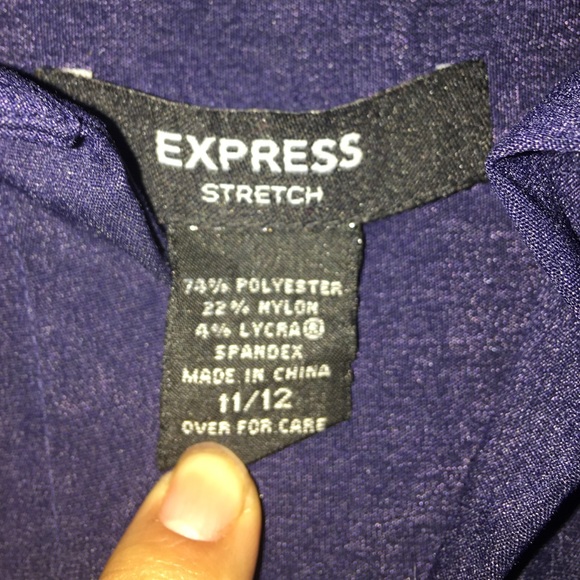 EXPRESS
STRETCH
74% POLYESTER
22% NYLON
4% LYCRA®
SPANDEX
MADE IN CHINA
11/12
OVER FOR CARE